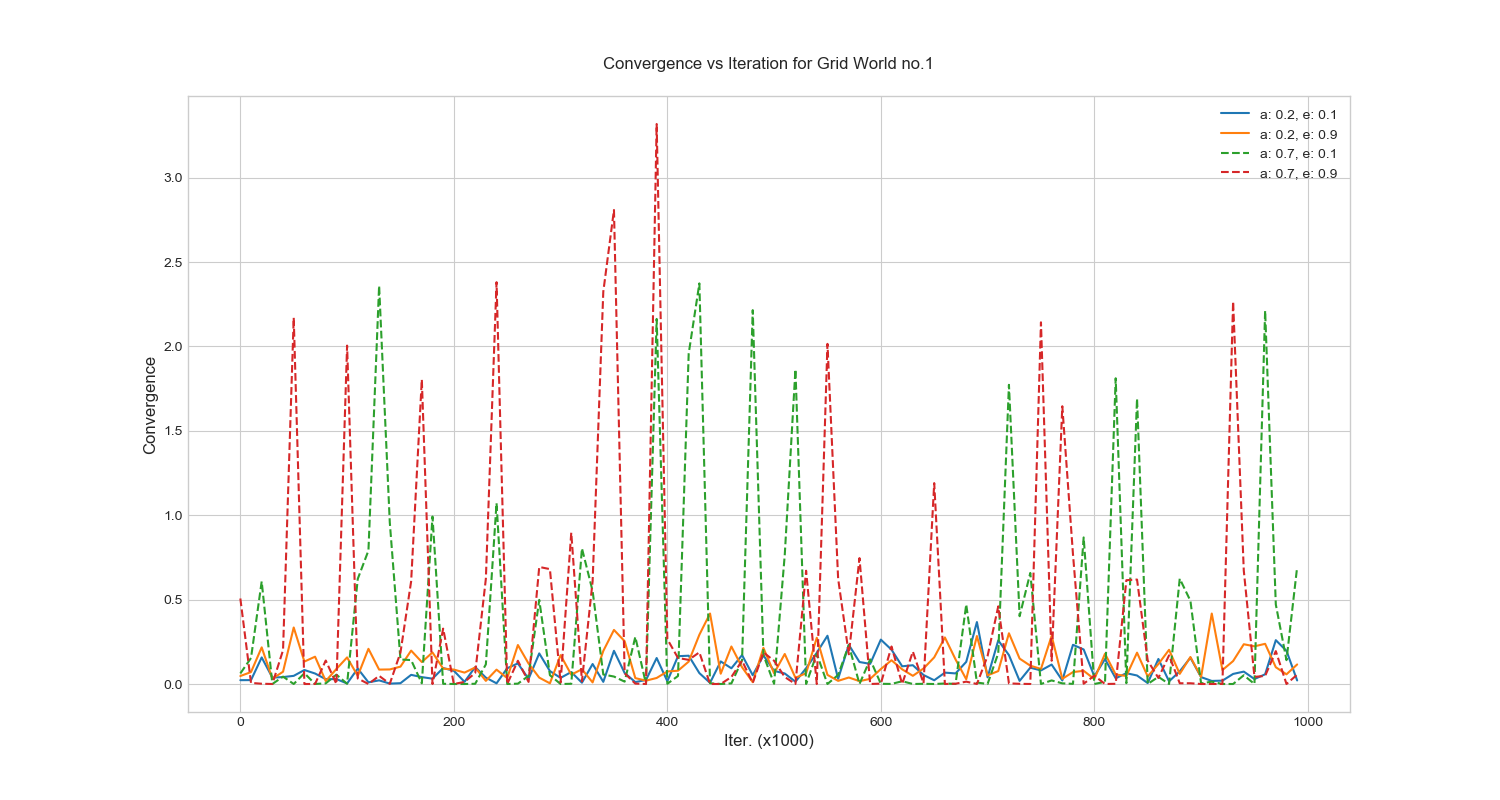 Convergence vs Iteration for Grid World no.1
a: 0.2, e: 0.1
a: 0.2, e: 0.9
a: 0.7, e: 0.1
a: 0.7, e: 0.9
3.0
2.5
2.0
1.5
1.0
0.5
0.0
Convergence
0 200 400 600 800 1000
Iter. (x1000)